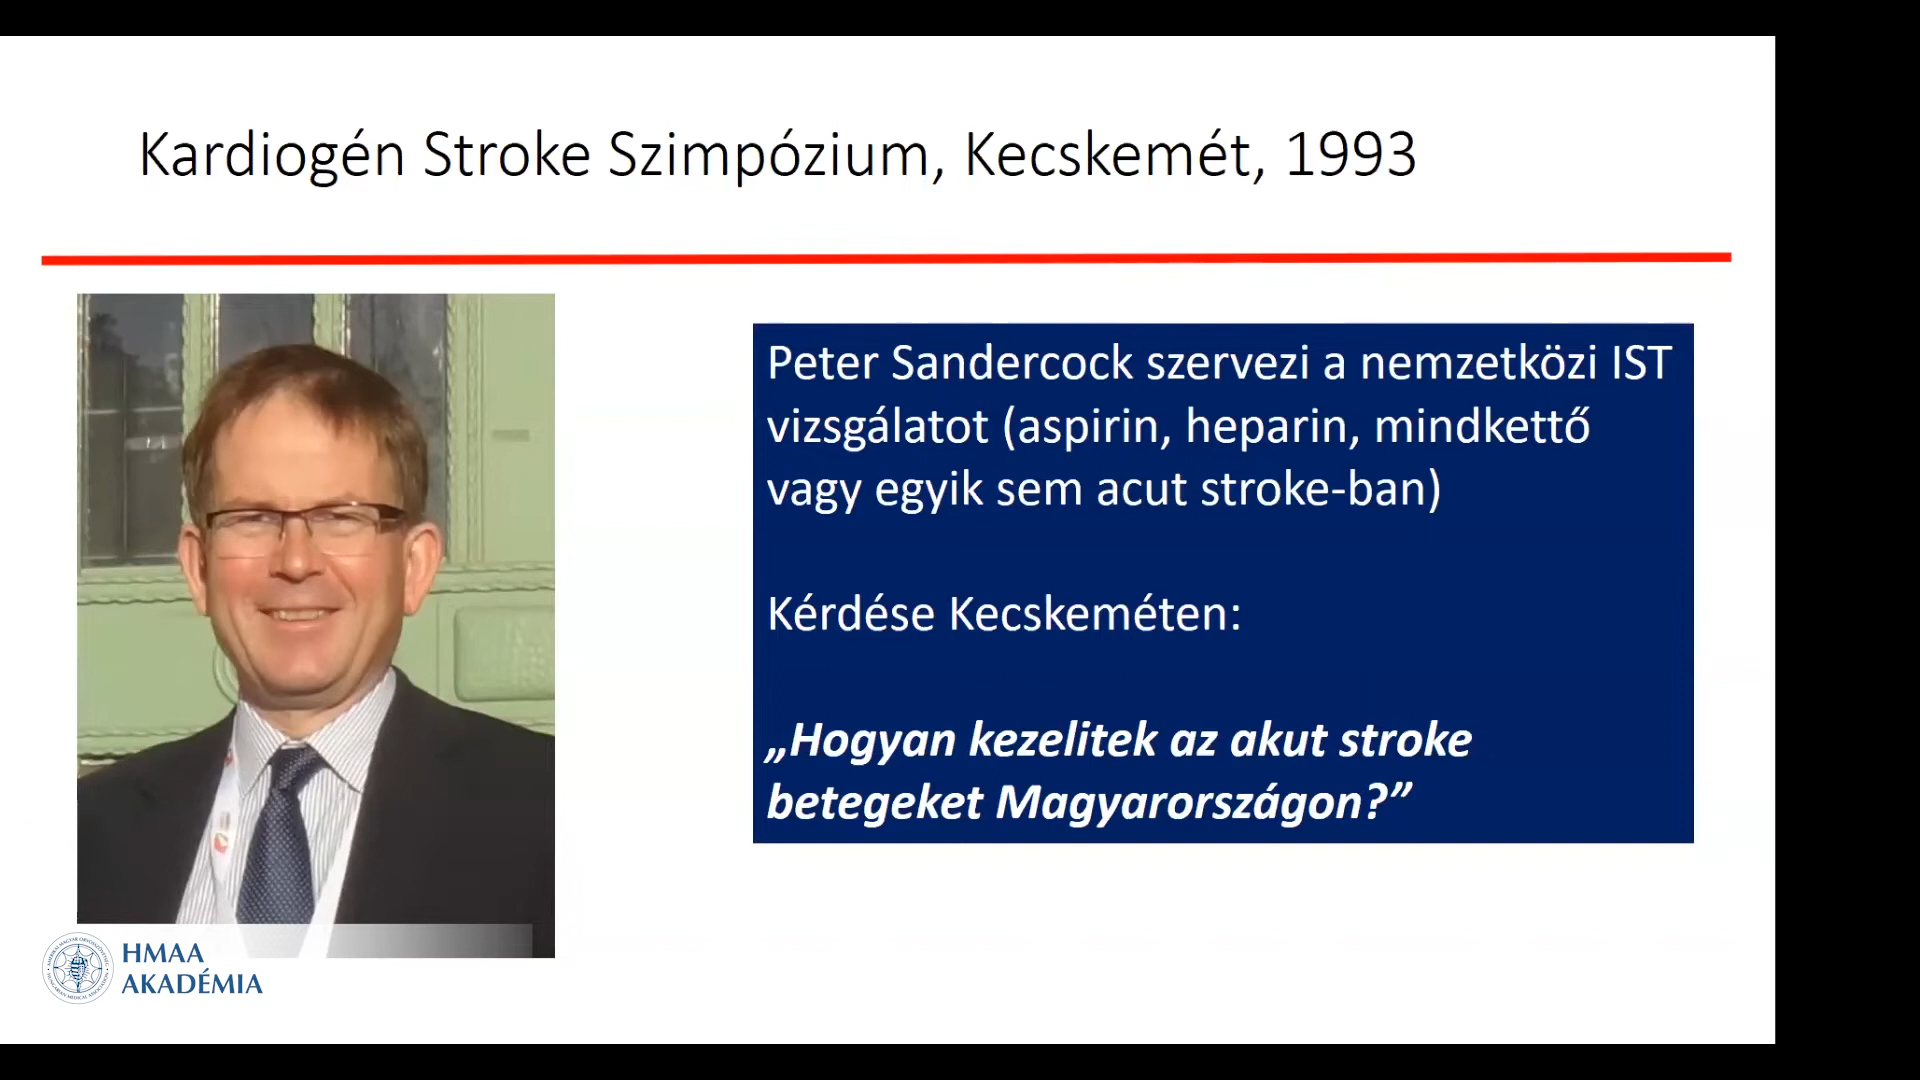 Kardiogén Stroke Szimpózium, Kecskemét, 1993
Peter Sandercock szervezi a nemzetközi IST
vizsgálatot (aspirin, heparin, mindkettő
vagy egyik sem acut stroke-ban)
Kérdése Kecskeméten:
„Hogyan kezelitek az akut stroke
betegeket Magyarországon?”
HMAA
AKADÉMIA